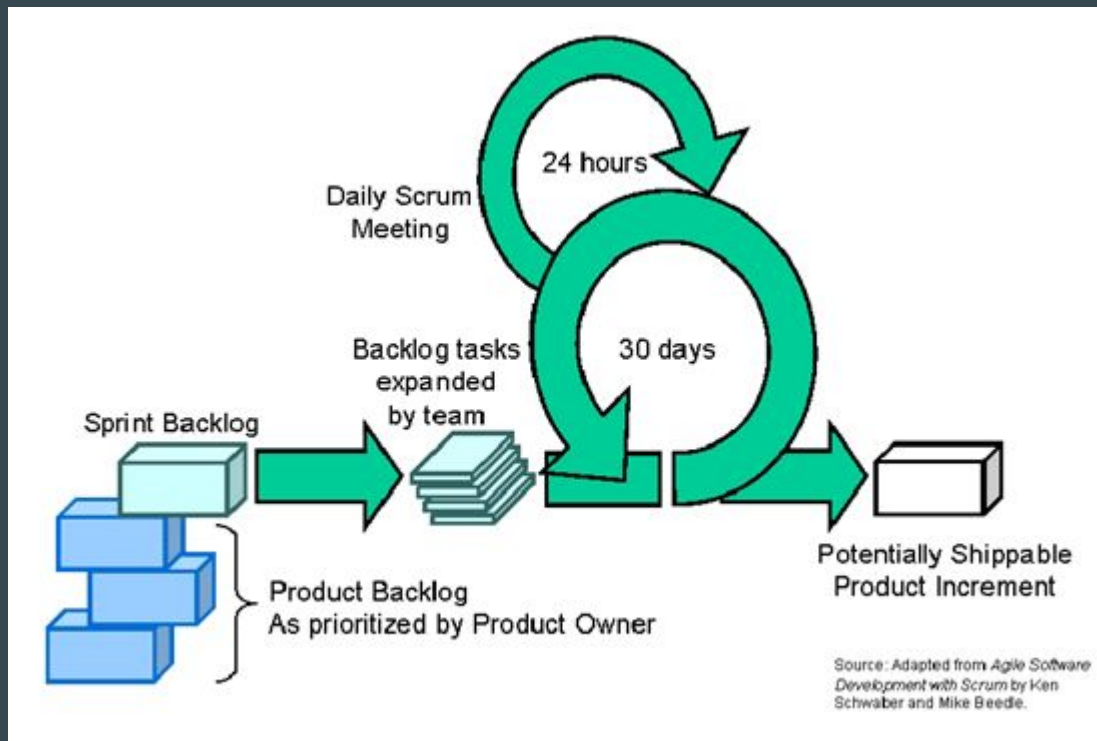 24 hours
Daily Scrum
Meeting
30 days
Backlog tasks
expanded
by team
Sprint Backlog
Potentially Shippable
Product Increment
Product Backlog
As prioritized by Product Owner
Source: Adapted from Agile Software
Development with Scrum by Ken
Schwaber and Mike Beedle.